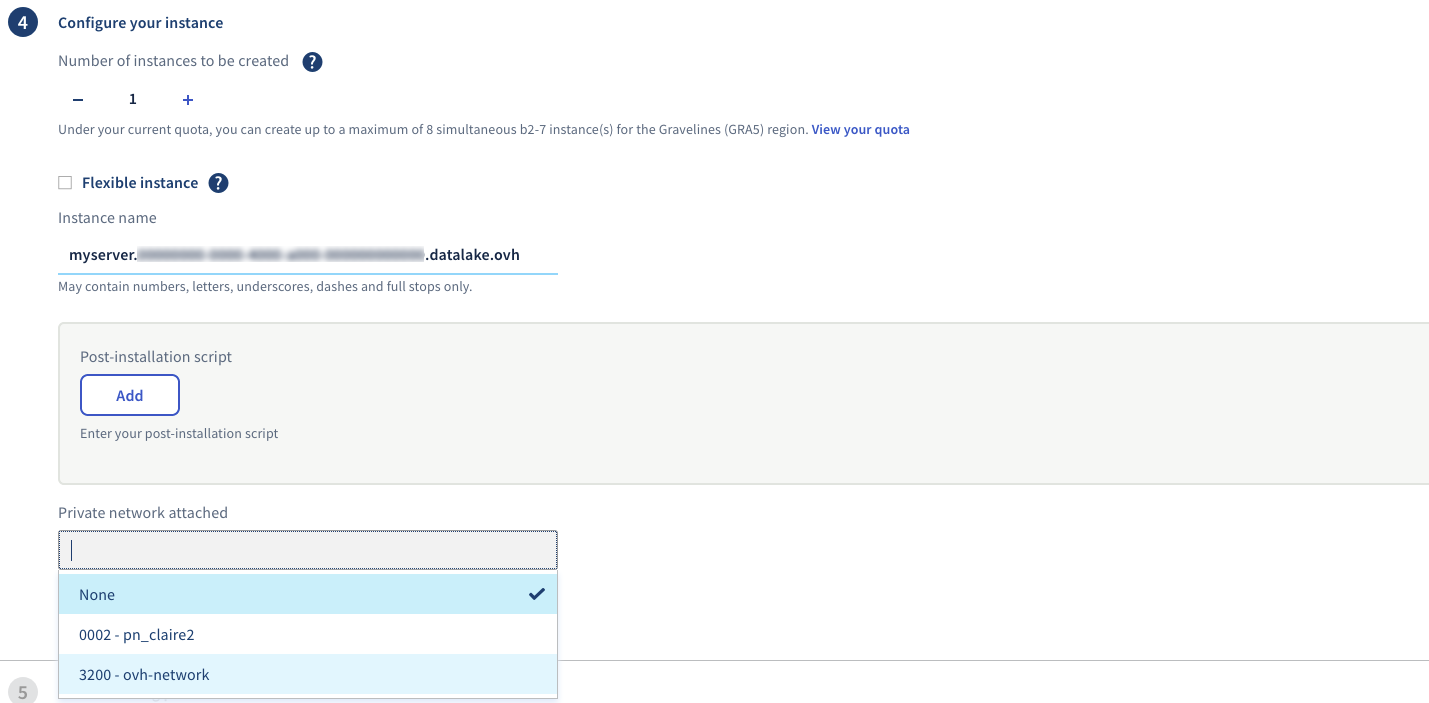 4 Configure your instance
Number of instances to be created ?
− 1 +
Under your current quota, you can create up to a maximum of 8 simultaneous b2-7 instance(s) for the Gravelines (GRA5) region. View your quota
Flexible instance ?
Instance name
myserver. .datalake.ovh
May contain numbers, letters, underscores, dashes and full stops only.
Post-installation script
Add
Enter your post-installation script
Private network attached
None
0002 - pn_claire2
3200 - ovh-network
5